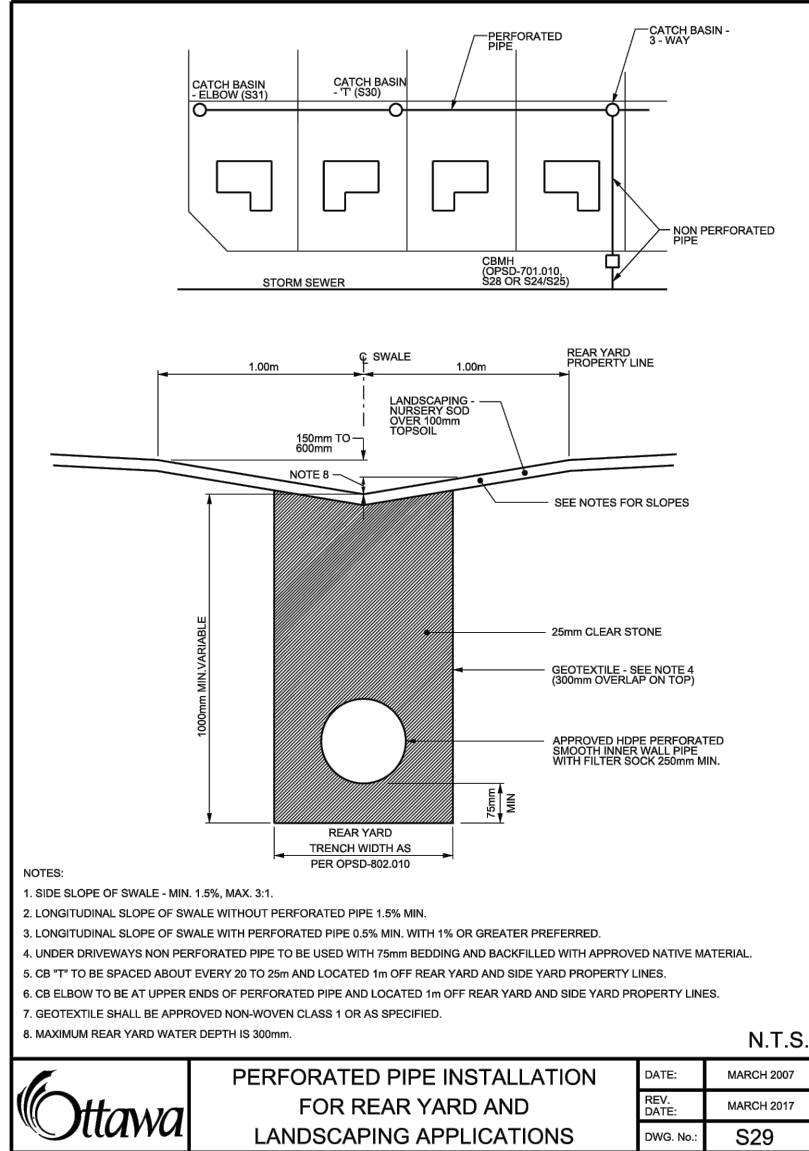 PERFORATED
PIPE
CATCH BASIN -
3 - WAY
CATCH BASIN
- ELBOW (S31)
CATCH BASIN
- 'T' (S30)
NON PERFORATED
PIPE
CBMH
(OPSD-701.010,
S28 OR S24/S25)
STORM SEWER
℄ SWALE
1.00m
1.00m
REAR YARD
PROPERTY LINE
LANDSCAPING -
NURSERY SOD
OVER 100mm
TOPSOIL
150mm TO
600mm
NOTE 8
SEE NOTES FOR SLOPES
1000mm MIN.VARIABLE
25mm CLEAR STONE
GEOTEXTILE - SEE NOTE 4
(300mm OVERLAP ON TOP)
APPROVED HDPE PERFORATED
SMOOTH INNER WALL PIPE
WITH FILTER SOCK 250mm MIN.
75mm
MIN
REAR YARD
TRENCH WIDTH AS
PER OPSD-802.010
NOTES:
1. SIDE SLOPE OF SWALE - MIN. 1.5%, MAX. 3:1.
2. LONGITUDINAL SLOPE OF SWALE WITHOUT PERFORATED PIPE 1.5% MIN.
3. LONGITUDINAL SLOPE OF SWALE WITH PERFORATED PIPE 0.5% MIN. WITH 1% OR GREATER PREFERRED.
4. UNDER DRIVEWAYS NON PERFORATED PIPE TO BE USED WITH 75mm BEDDING AND BACKFILLED WITH APPROVED NATIVE MATERIAL.
5. CB "T" TO BE SPACED ABOUT EVERY 20 TO 25m AND LOCATED 1m OFF REAR YARD AND SIDE YARD PROPERTY LINES.
6. CB ELBOW TO BE AT UPPER ENDS OF PERFORATED PIPE AND LOCATED 1m OFF REAR YARD AND SIDE YARD PROPERTY LINES.
7. GEOTEXTILE SHALL BE APPROVED NON-WOVEN CLASS 1 OR AS SPECIFIED.
8. MAXIMUM REAR YARD WATER DEPTH IS 300mm.
N.T.S.
Ottawa
PERFORATED PIPE INSTALLATION
FOR REAR YARD AND
LANDSCAPING APPLICATIONS
DATE: MARCH 2007
REV.
DATE: MARCH 2017
DWG. No.: S29